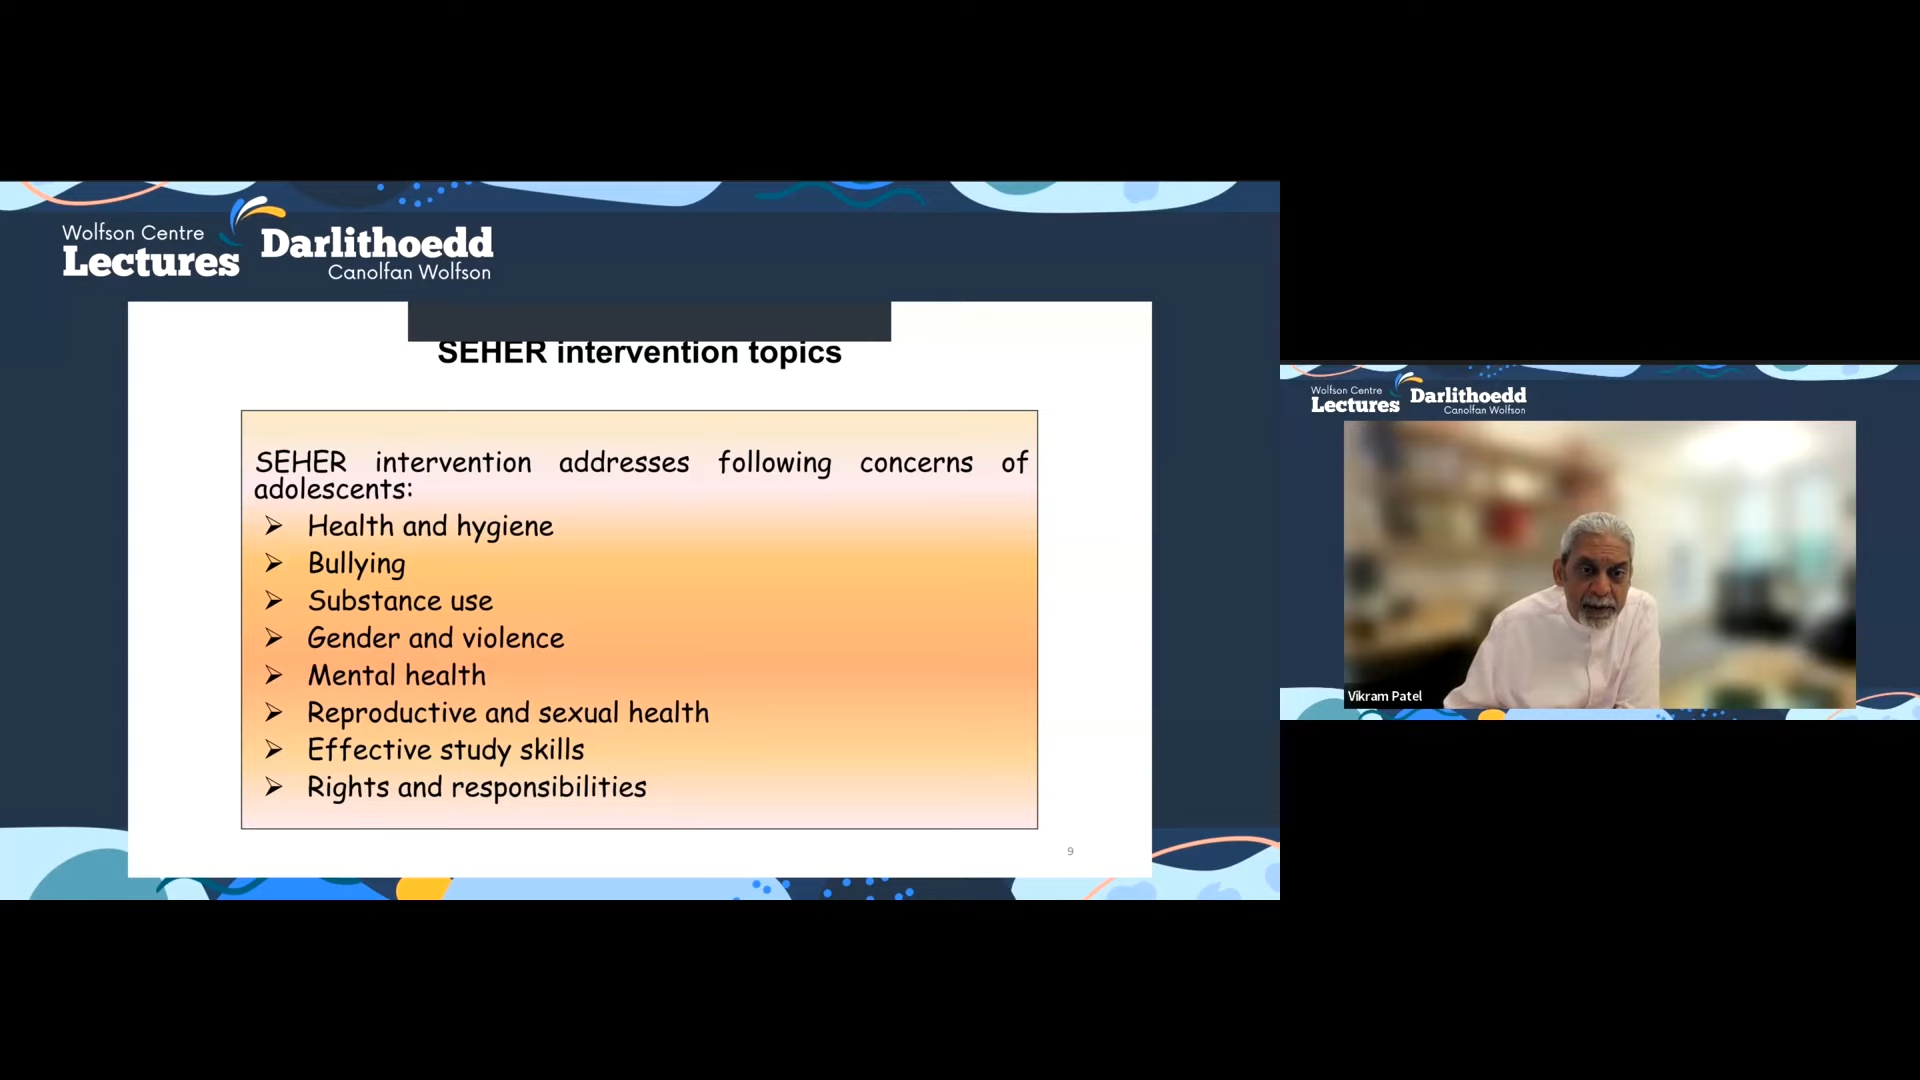 Wolfson Centre
Lectures
Darlithoedd
Canolfan Wolfson
SEHER intervention topics
SEHER intervention addresses following concerns of
adolescents:
➢ Health and hygiene
➢ Bullying
➢ Substance use
➢ Gender and violence
➢ Mental health
➢ Reproductive and sexual health
➢ Effective study skills
➢ Rights and responsibilities
9
Wolfson Centre
Lectures
Darlithoedd
Canolfan Wolfson
Vikram Patel